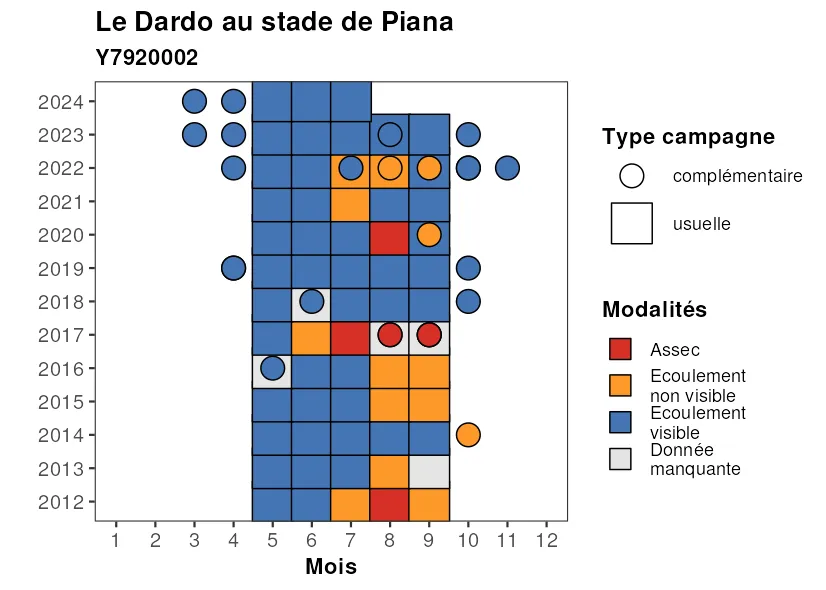 Le Dardo au stade de Piana
Y7920002
2024
2023
2022
2021
2020
2019
2018
2017
2016
2015
2014
2013
2012
1 2 3 4 5 6 7 8 9 10 11 12
Mois
Type campagne
complémentaire
usuelle
Modalités
Assec
Ecoulement
non visible
Ecoulement
visible
Donnée
manquante